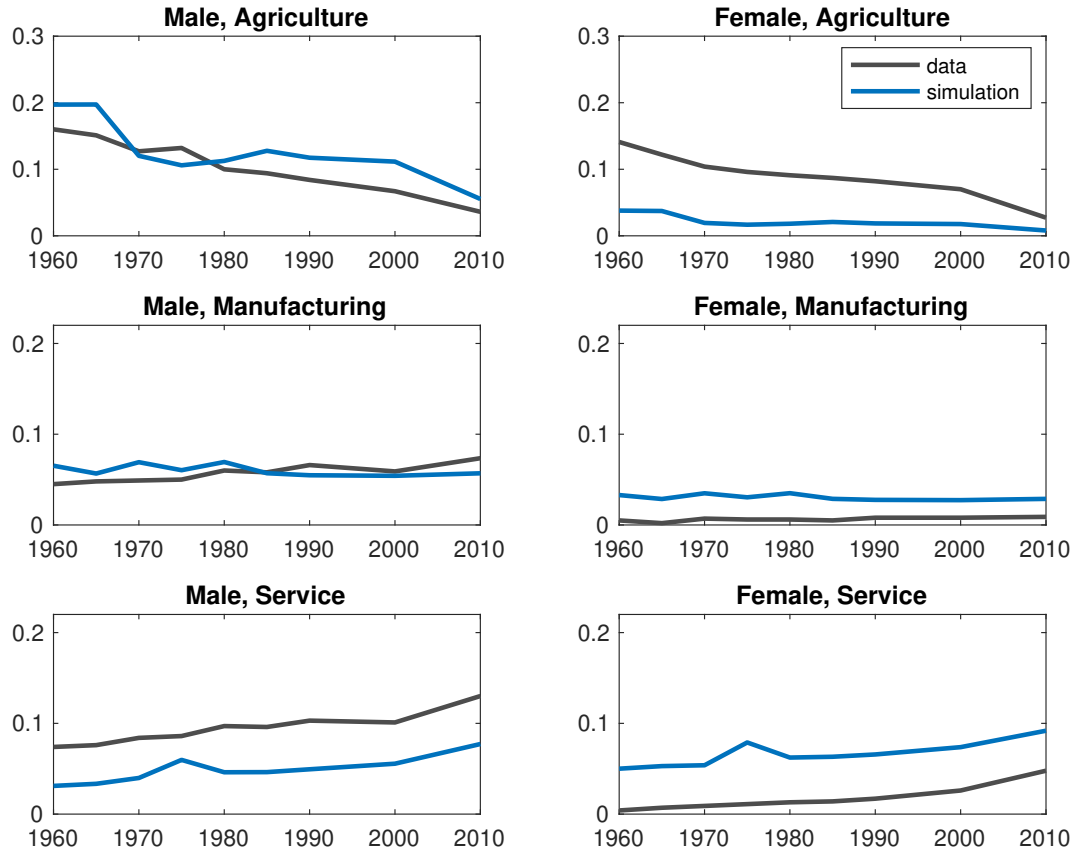 Male, Agriculture
0.3
0.2
0.1
0
1960 1970 1980 1990 2000 2010
Female, Agriculture
data
simulation
0.3
0.2
0.1
0
1960 1970 1980 1990 2000 2010
Male, Manufacturing
0.2
0.1
0
1960 1970 1980 1990 2000 2010
Female, Manufacturing
0.2
0.1
0
1960 1970 1980 1990 2000 2010
Male, Service
0.2
0.1
0
1960 1970 1980 1990 2000 2010
Female, Service
0.2
0.1
0
1960 1970 1980 1990 2000 2010